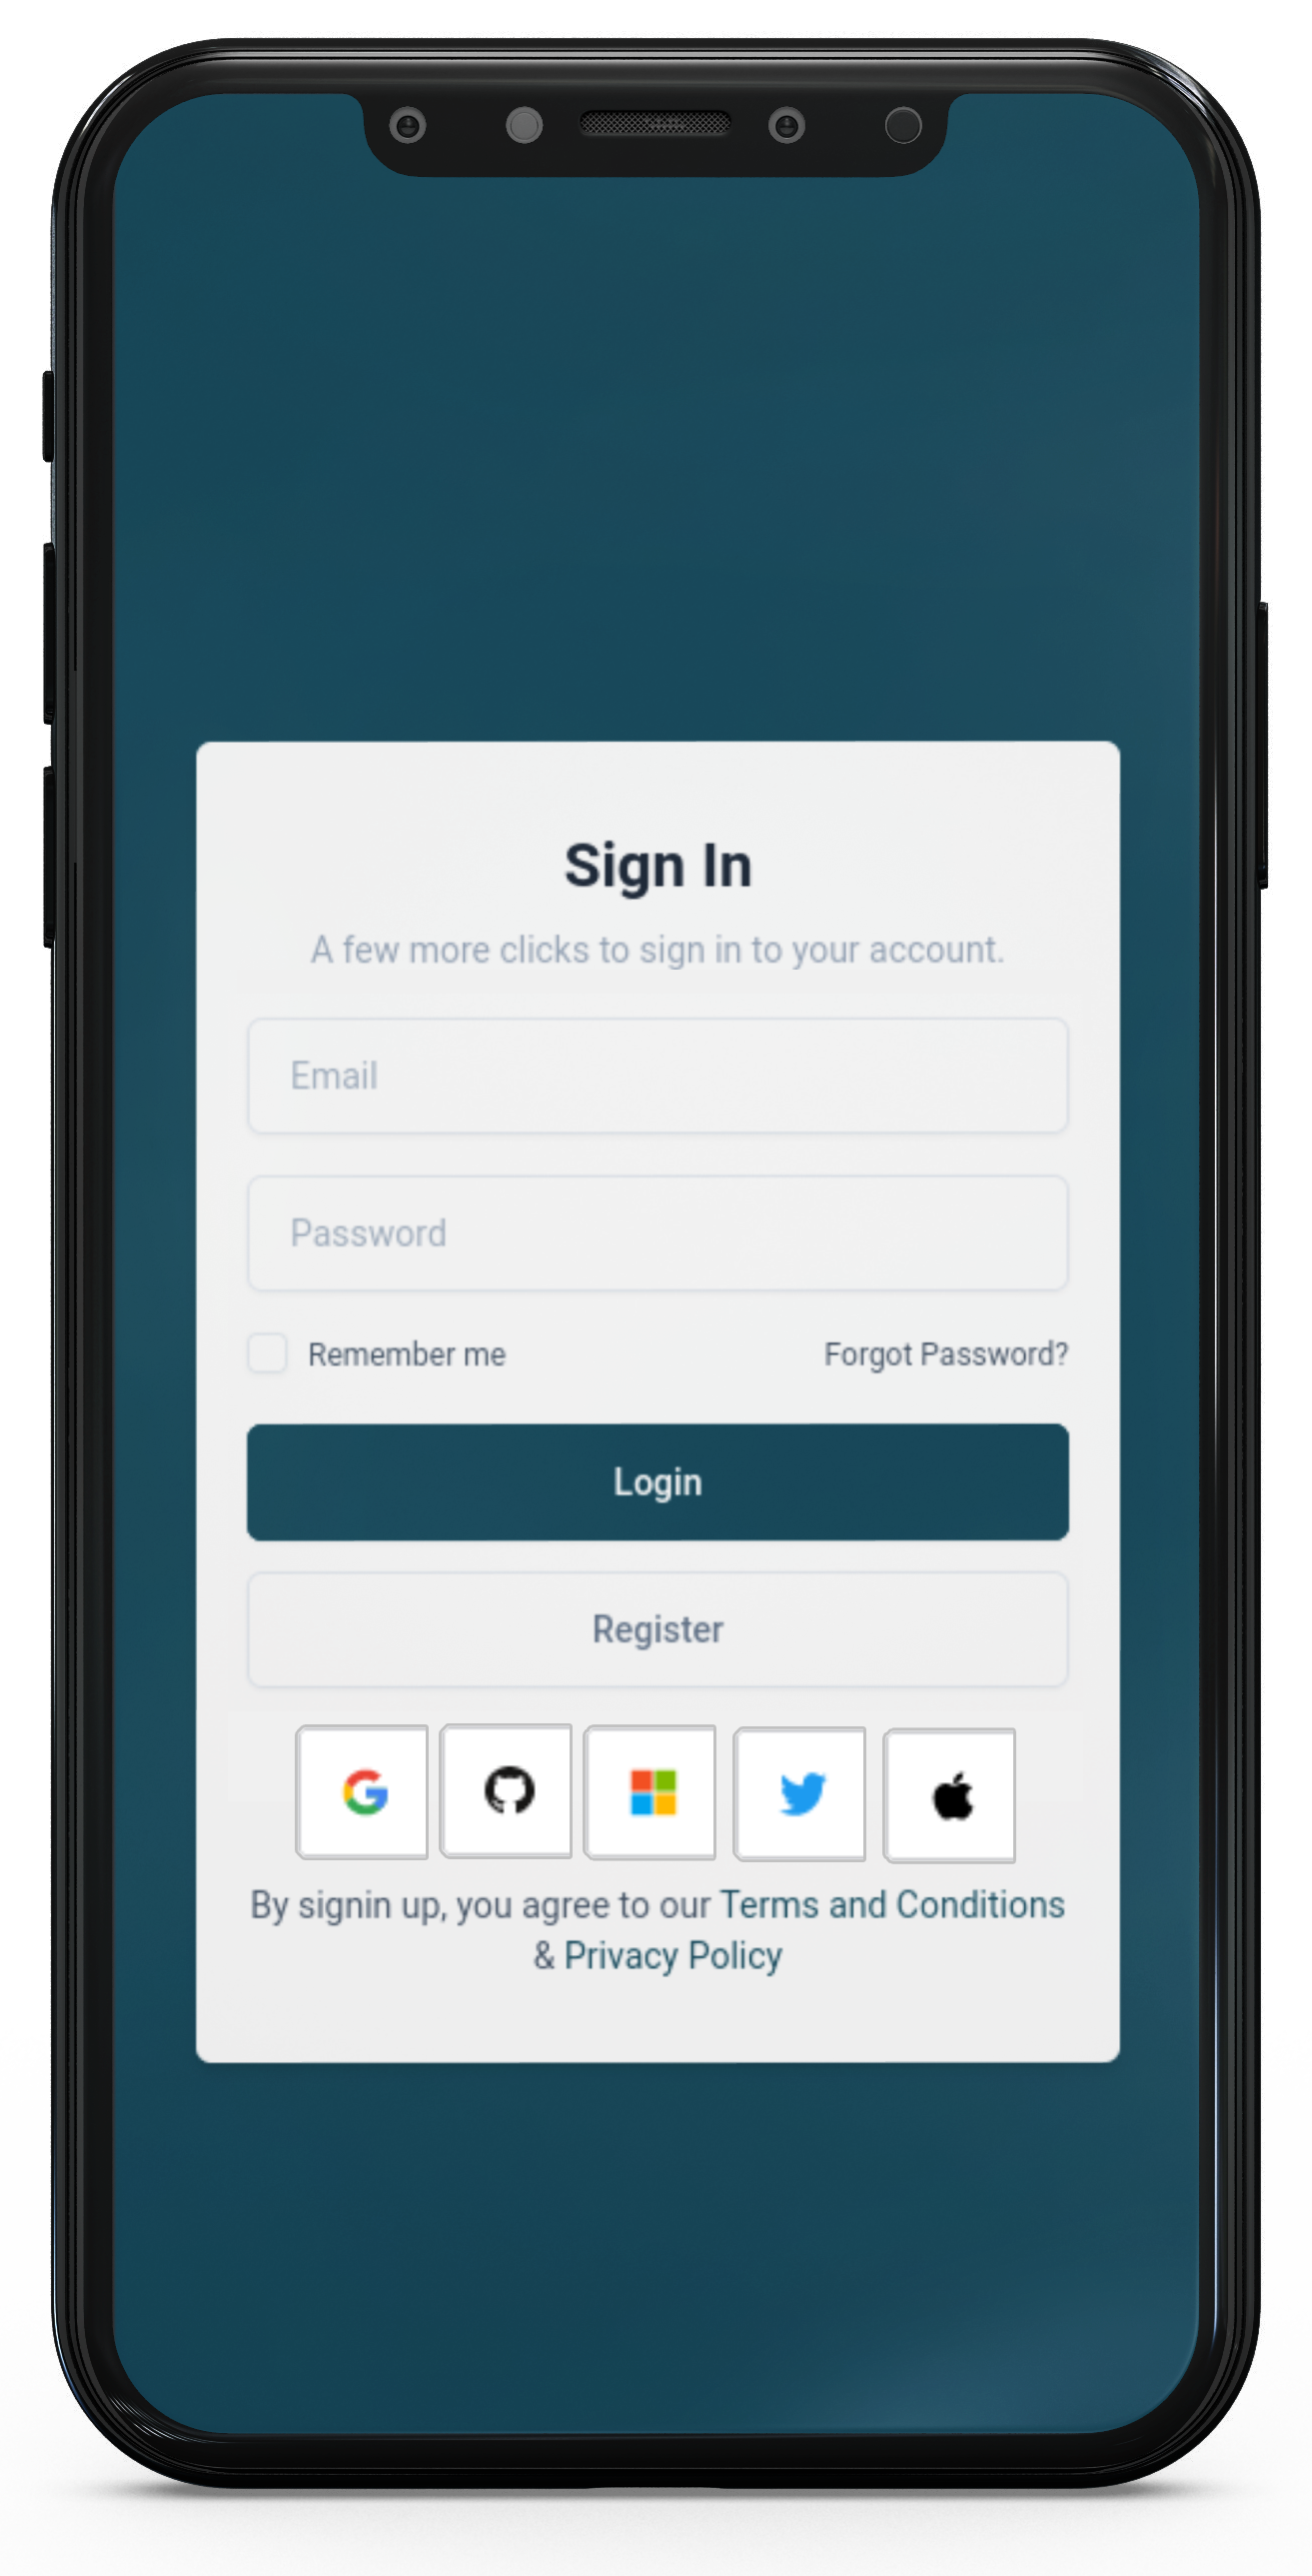 Sign In
A few more clicks to sign in to your account.
Email
Password
Remember me
Forgot Password?
Login
Register
By signin up, you agree to our Terms and Conditions
& Privacy Policy